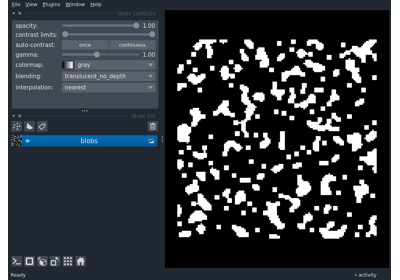 File View Plugins Window Help
layer controls
opacity: 1.00
contrast limits:
auto-contrast: once continuous
gamma: 1.00
colormap: gray
blending: translucent_no_depth
interpolation: nearest
layer list
blobs
Ready activity